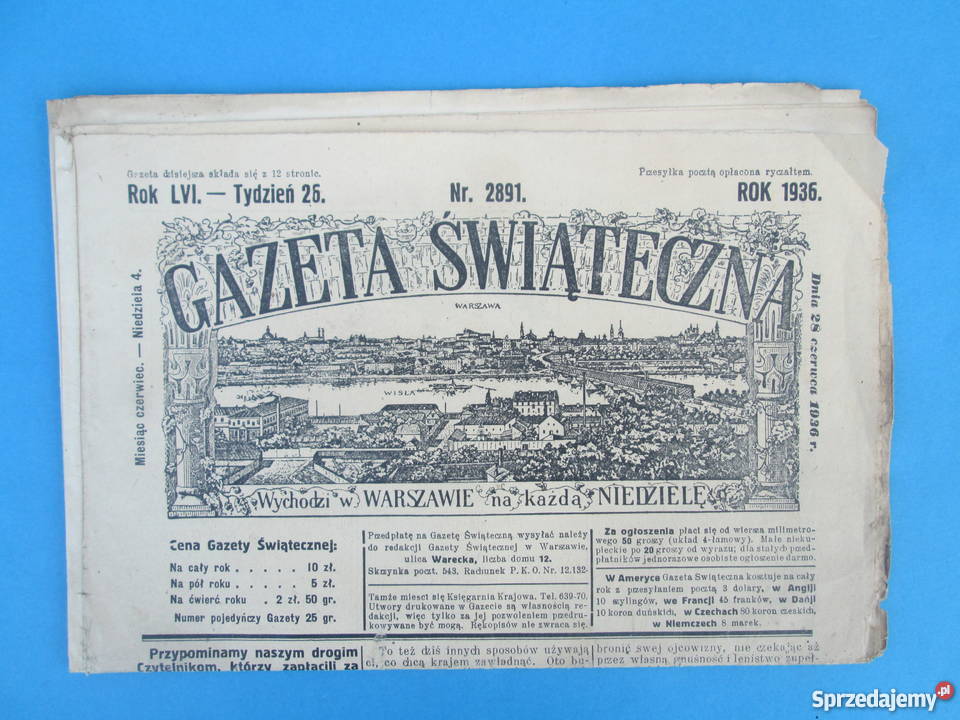 Gazeta dzisiejsza składa się z 12 stronic.
Przesyłka pocztą opłacona ryczałtem.
Rok LVI. — Tydzień 26.
Nr. 2891.
ROK 1936.
GAZETA ŚWIĄTECZNA
Miesiąc czerwiec. — Niedziela 4.
Dnia 28 czerwca 1936 r.
WARSZAWA
WISŁA
Wychodzi w WARSZAWIE na każdą NIEDZIELĘ
Cena Gazety Świątecznej:
Na cały rok . . . . . 10 zł.
Na pół roku . . . . . 5 zł.
Na ćwierć roku . 2 zł. 50 gr.
Numer pojedyńczy Gazety 25 gr.
Przedpłatę na Gazetę Świąteczną wysyłać należy
do redakcji Gazety Świątecznej w Warszawie,
ulica Warecka, liczba domu 12.
Skrzynka poczt. 543. Rachunek P. K. O. Nr. 12.132-
Tamże mieści się Księgarnia Krajowa. Tel. 639-70.
Utwory drukowane w Gazecie są własnością re-
dakcji, więc tylko za jej pozwoleniem przedru-
kowywane być mogą. Rękopisów nie zwraca się.
Za ogłoszenia płaci się od wiersza milimetro-
wego 50 groszy (układ 4-łamowy). Małe nieku-
pieckie po 20 groszy od wyrazu; dla stałych przed-
płatników jednorazowe osobiste ogłoszenie darmo.
W Ameryce Gazeta Świąteczna kosztuje na cały
rok z przesyłaniem pocztą 3 dolary, w Anglji
10 szylingów, we Francji 45 franków, w Danji
10 koron duńskich, w Czechach 80 koron czeskich,
w Niemczech 8 marek.
Przypominamy naszym drogim
Czytelnikom, którzy zapłacili za
To też dziś innych sposobów używają
ci, co chcą krajem zawładnąć. Oto bu-
bronić swej ojcowizny, nie czekając aż
przez własną gnuśność i lenistwo zupeł-
Sprzedajemy.pl